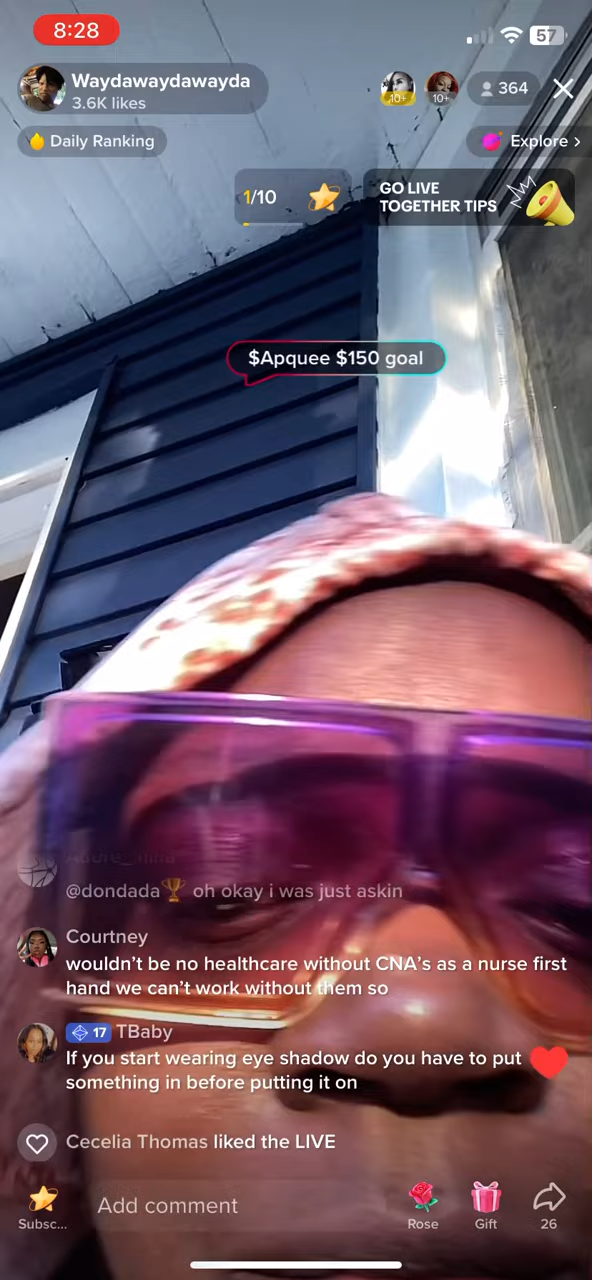 8:28
57
Waydawaydawayda
3.6K likes
10+
10+
364
Daily Ranking
Explore >
1/10
GO LIVE
TOGETHER TIPS
$Apquee $150 goal
@dondada🏆 oh okay i was just askin
Courtney
wouldn't be no healthcare without CNA's as a nurse first
hand we can't work without them so
17 TBaby
If you start wearing eye shadow do you have to put
something in before putting it on
Cecelia Thomas liked the LIVE
Subsc...
Add comment
Rose
Gift
26